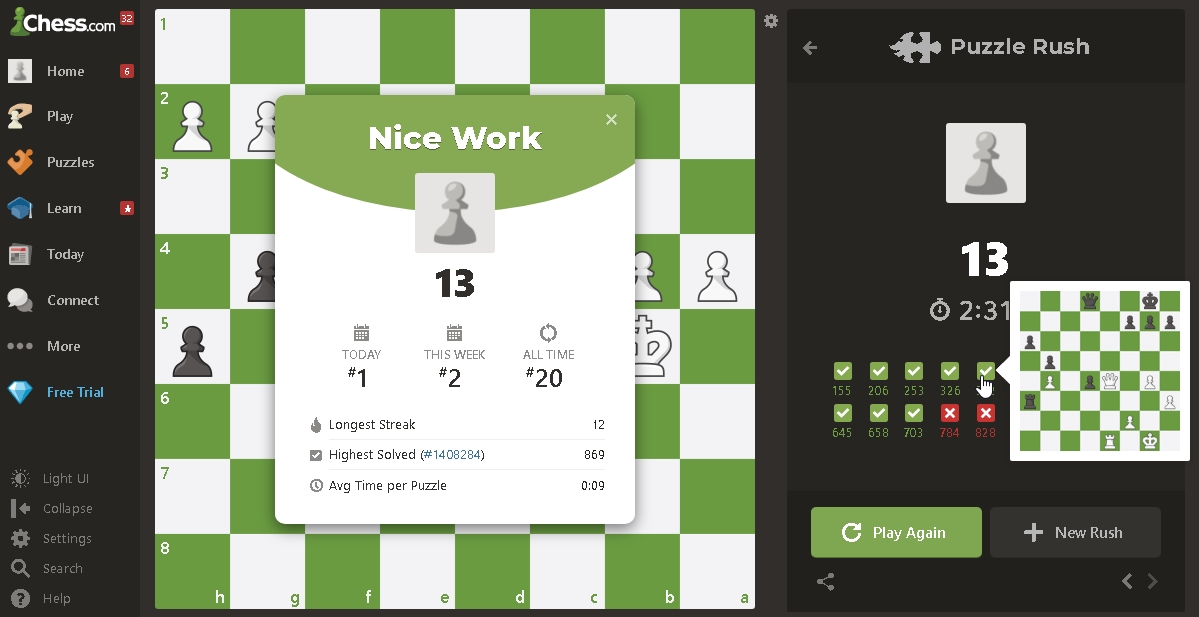 Chess.com 32
Home 6
Play
Puzzles
Learn
Today
Connect
More
Free Trial
Light UI
Collapse
Settings
Search
Help
1
2
3
4
5
6
7
8
h g f e d c b a
Nice Work
13
TODAY THIS WEEK ALL TIME
#1 #2 #20
Longest Streak 12
Highest Solved (#1408284) 869
Avg Time per Puzzle 0:09
Puzzle Rush
13
2:31
155 206 253 326
645 658 703 784 828
Play Again New Rush